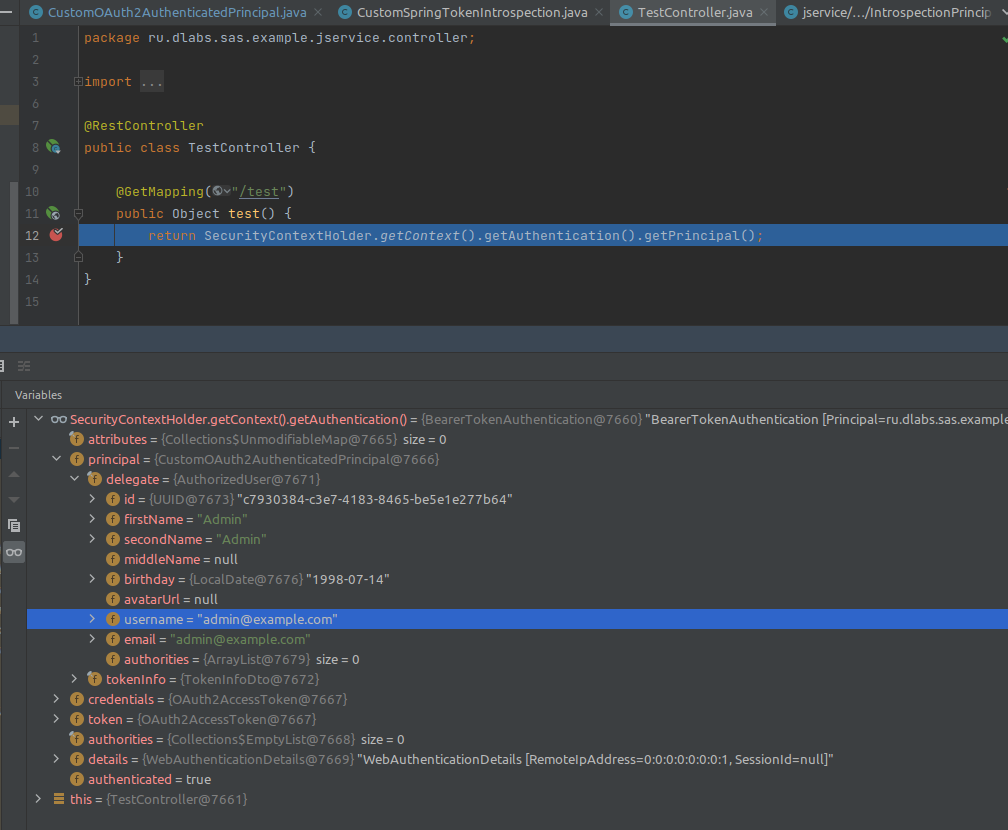 CustomOAuth2AuthenticatedPrincipal.java CustomSpringTokenIntrospection.java TestController.java jservice/.../IntrospectionPrincip
1 package ru.dlabs.sas.example.jservice.controller;
2
3 import ...
6
7 @RestController
8 public class TestController {
9
10 @GetMapping("/test")
11 public Object test() {
12 return SecurityContextHolder.getContext().getAuthentication().getPrincipal();
13 }
14 }
15
Variables
SecurityContextHolder.getContext().getAuthentication() = {BearerTokenAuthentication@7660} "BearerTokenAuthentication [Principal=ru.dlabs.sas.example
attributes = {Collections$UnmodifiableMap@7665} size = 0
principal = {CustomOAuth2AuthenticatedPrincipal@7666}
delegate = {AuthorizedUser@7671}
id = {UUID@7673} "c7930384-c3e7-4183-8465-be5e1e277b64"
firstName = "Admin"
secondName = "Admin"
middleName = null
birthday = {LocalDate@7676} "1998-07-14"
avatarUrl = null
username = "admin@example.com"
email = "admin@example.com"
authorities = {ArrayList@7679} size = 0
tokenInfo = {TokenInfoDto@7672}
credentials = {OAuth2AccessToken@7667}
token = {OAuth2AccessToken@7667}
authorities = {Collections$EmptyList@7668} size = 0
details = {WebAuthenticationDetails@7669} "WebAuthenticationDetails [RemoteIpAddress=0:0:0:0:0:0:0:1, SessionId=null]"
authenticated = true
this = {TestController@7661}